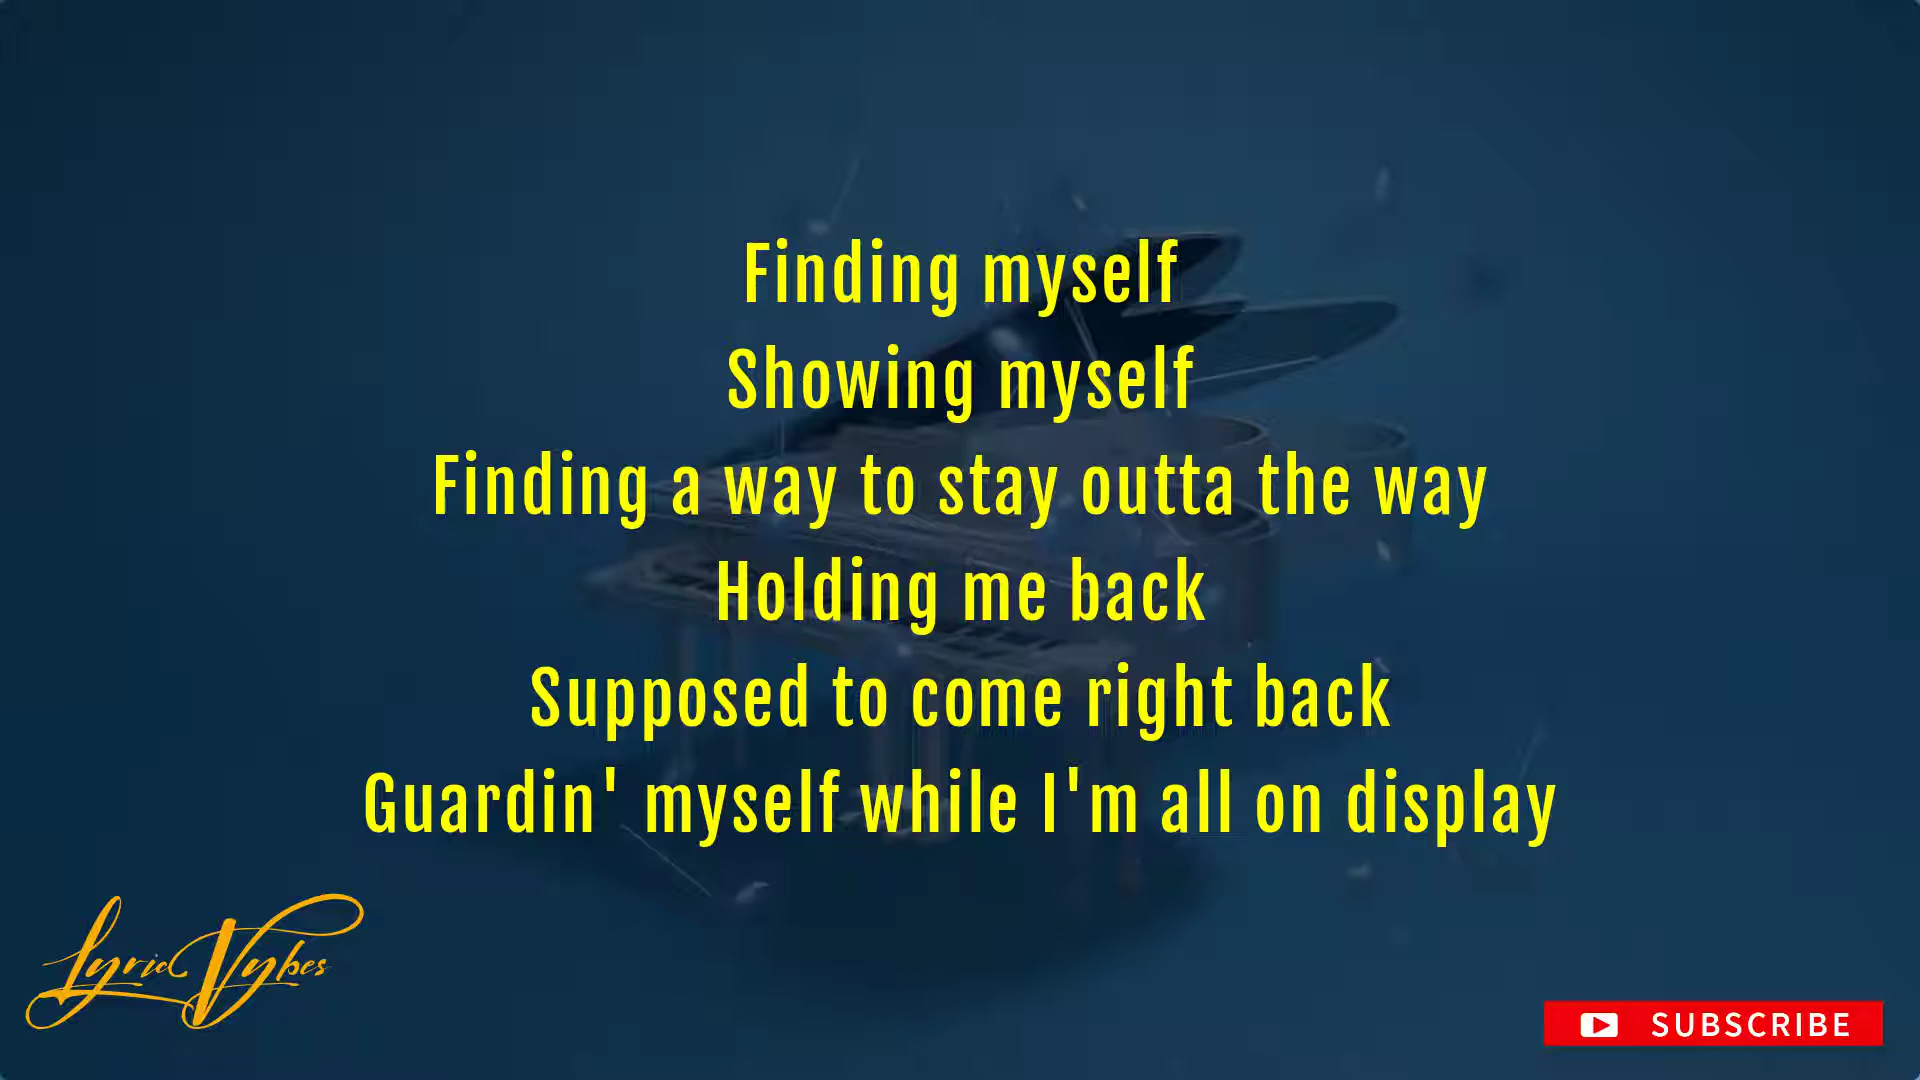 Finding myself
Showing myself
Finding a way to stay outta the way
Holding me back
Supposed to come right back
Guardin' myself while I'm all on display
Lyric Vybes
SUBSCRIBE